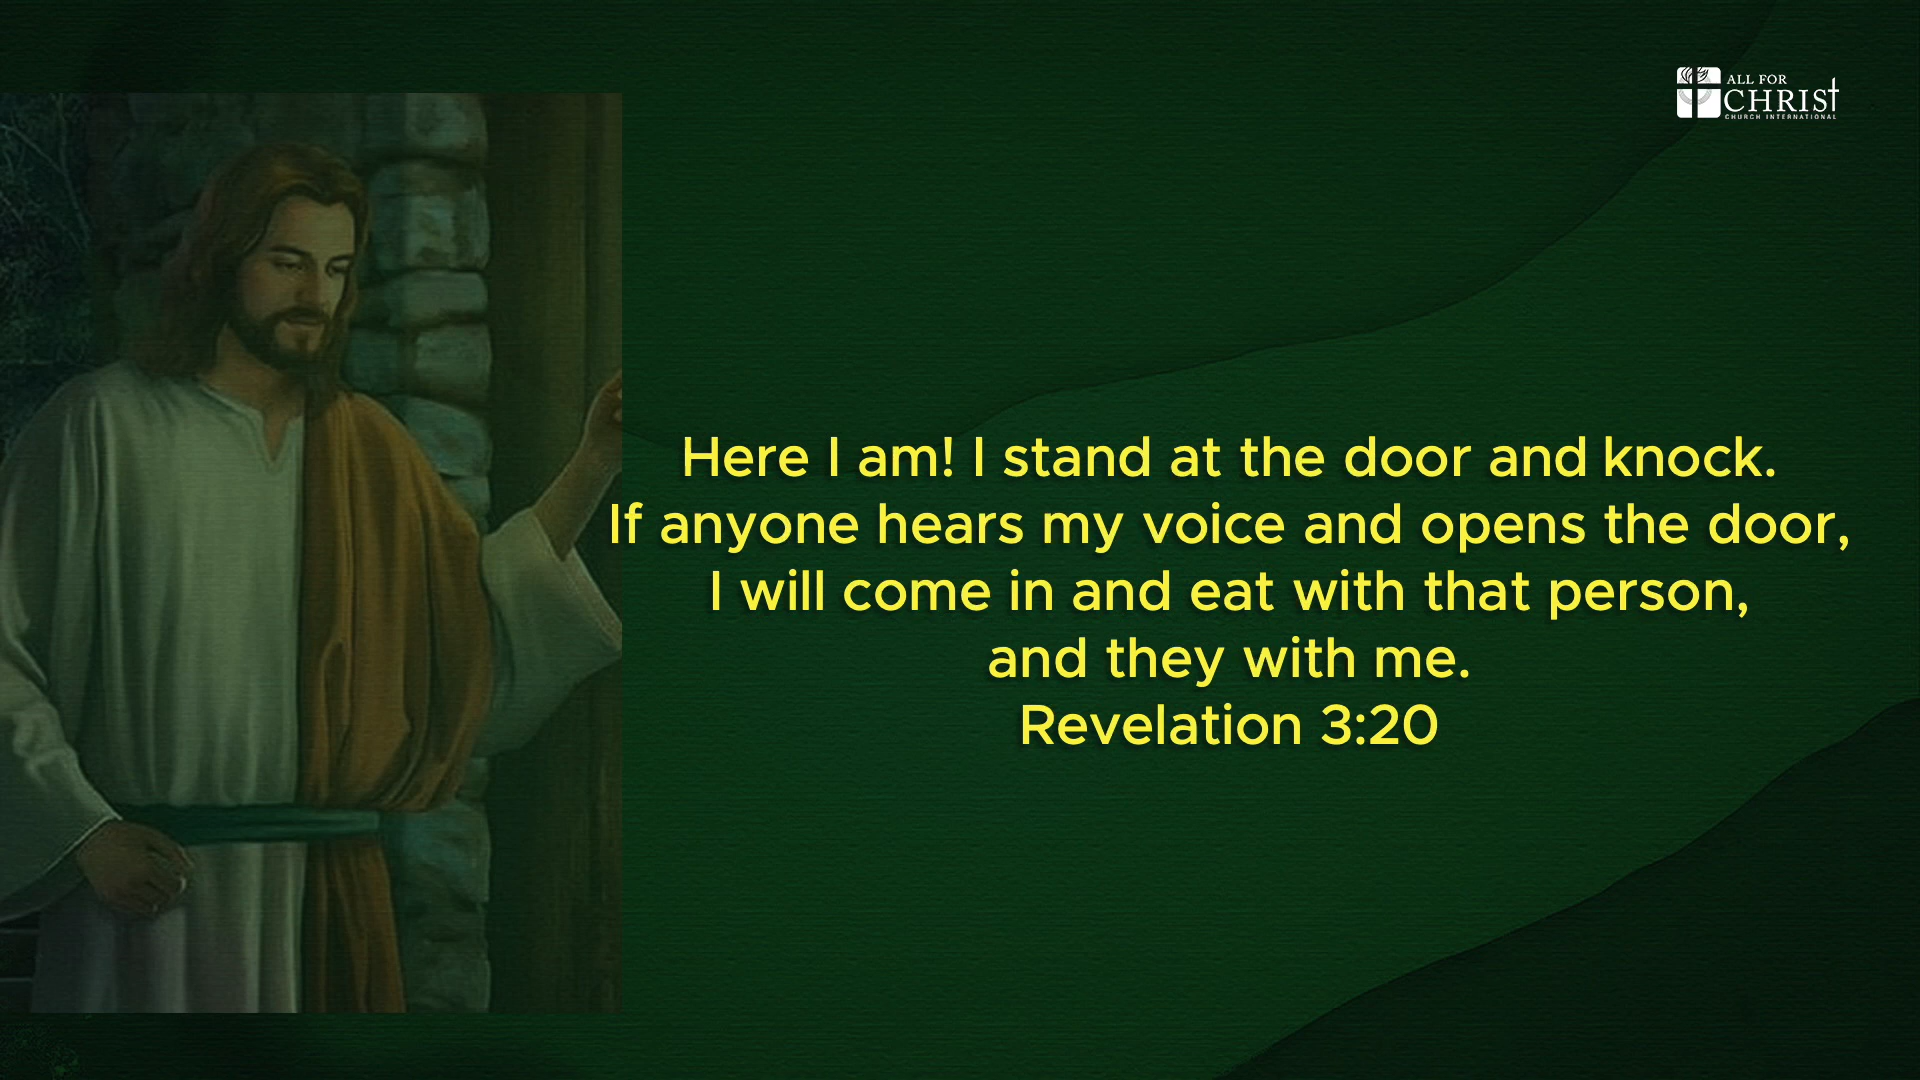 ALL FOR
CHRIST
CHURCH INTERNATIONAL
Here I am! I stand at the door and knock.
If anyone hears my voice and opens the door,
I will come in and eat with that person,
and they with me.
Revelation 3:20